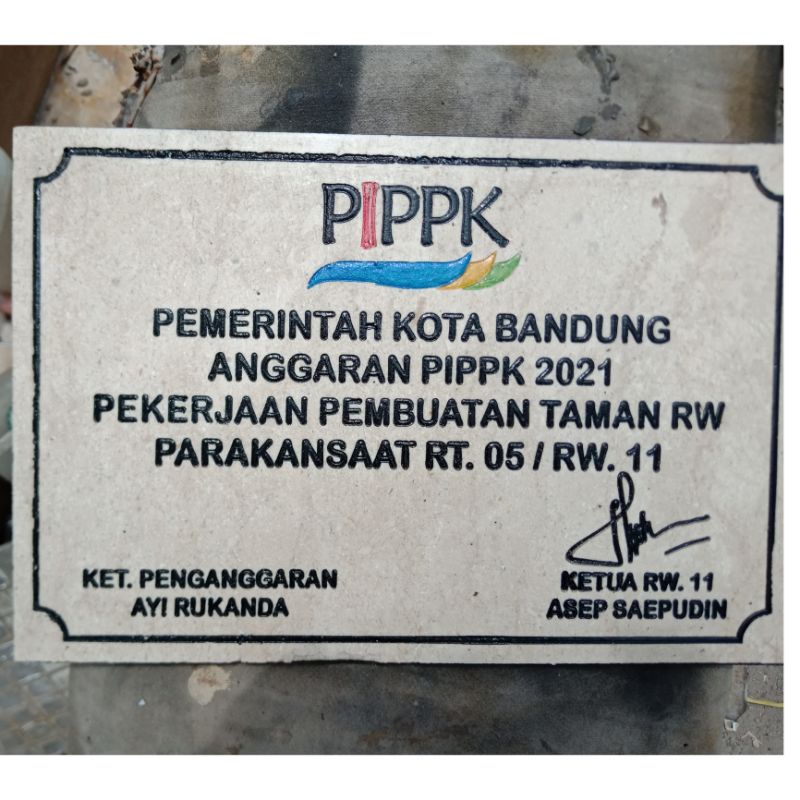 PIPPK
PEMERINTAH KOTA BANDUNG
ANGGARAN PIPPK 2021
PEKERJAAN PEMBUATAN TAMAN RW
PARAKANSAAT RT. 05 / RW. 11
KET. PENGANGGARAN
AYI RUKANDA
KETUA RW. 11
ASEP SAEPUDIN